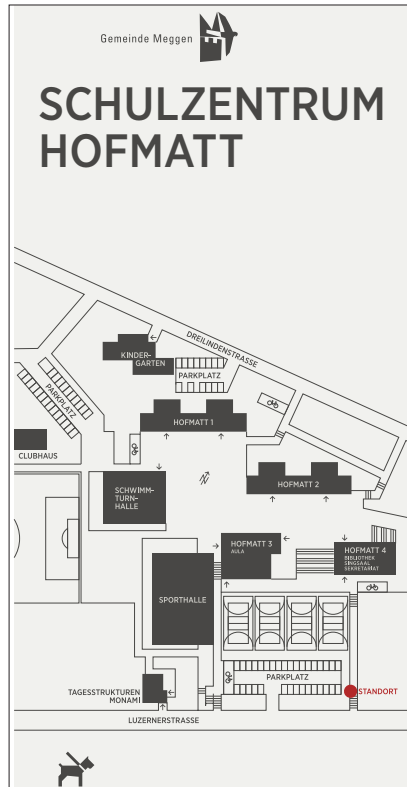 Gemeinde Meggen
SCHULZENTRUM
HOFMATT
DREILINDENSTRASSE
KINDER-
GARTEN
PARKPLATZ
PARKPLATZ
HOFMATT 1
CLUBHAUS
SCHWIMM-
TURN-
HALLE
N
HOFMATT 2
HOFMATT 3
AULA
HOFMATT 4
BIBLIOTHEK
SINGSAAL
SEKRETARIAT
SPORTHALLE
PARKPLATZ
STANDORT
TAGESSTRUKTUREN
MONAMI
LUZERNERSTRASSE